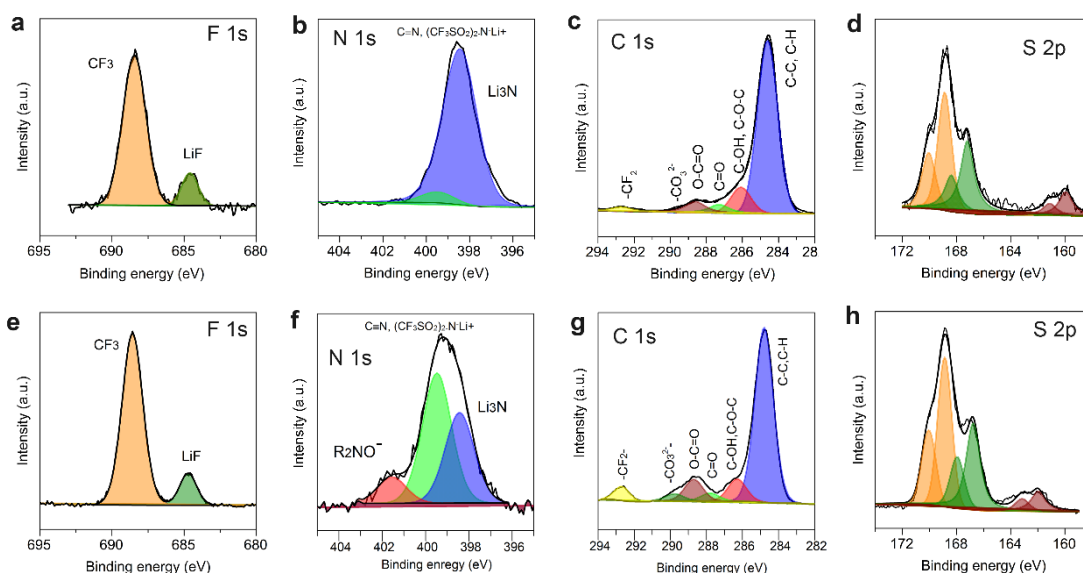 a
F 1s
CF3
LiF
Intensity (a.u.)
695 690 685 680
Binding energy (eV)
b
N 1s
C=N, (CF3SO2)2-N-Li+
Li3N
Intensity (a.u.)
404 402 400 398 396 395
Binding energy (eV)
c
C 1s
-CF2
-CO3 2-
O-C=O
C=O
C-OH, C-O-C
C-C, C-H
Intensity (a.u.)
294 292 290 288 286 284 28
Binding energy (eV)
d
S 2p
Intensity (a.u.)
172 168 164 160
Binding energy (eV)
e
F 1s
CF3
LiF
Intensity (a.u.)
695 690 685 680
Binding energy (eV)
f
C=N, (CF3SO2)2-N-Li+
N 1s
Li3N
R2NO−
Intensity (a.u.)
404 402 400 398 396 395
Binding energy (eV)
g
C 1s
-CF2-
-CO3 2-
O-C=O
C=O
C-OH,C-O-C
C-C,C-H
Intensity (a.u.)
294 292 290 288 286 284 282
Binding energy (eV)
h
S 2p
Intensity (a.u.)
172 168 164 160
Binding energy (eV)